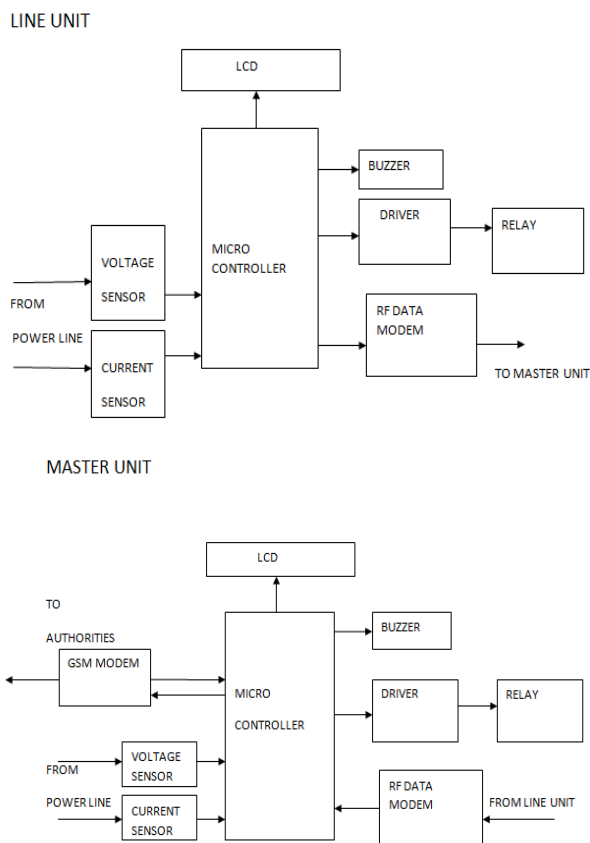 LINE UNIT
LCD
BUZZER
DRIVER
RELAY
MICRO
CONTROLLER
VOLTAGE
SENSOR
FROM
POWER LINE
CURRENT
SENSOR
RF DATA
MODEM
TO MASTER UNIT
MASTER UNIT
LCD
TO
AUTHORITIES
GSM MODEM
BUZZER
MICRO
CONTROLLER
DRIVER
RELAY
VOLTAGE
SENSOR
FROM
POWER LINE
CURRENT
SENSOR
RF DATA
MODEM
FROM LINE UNIT